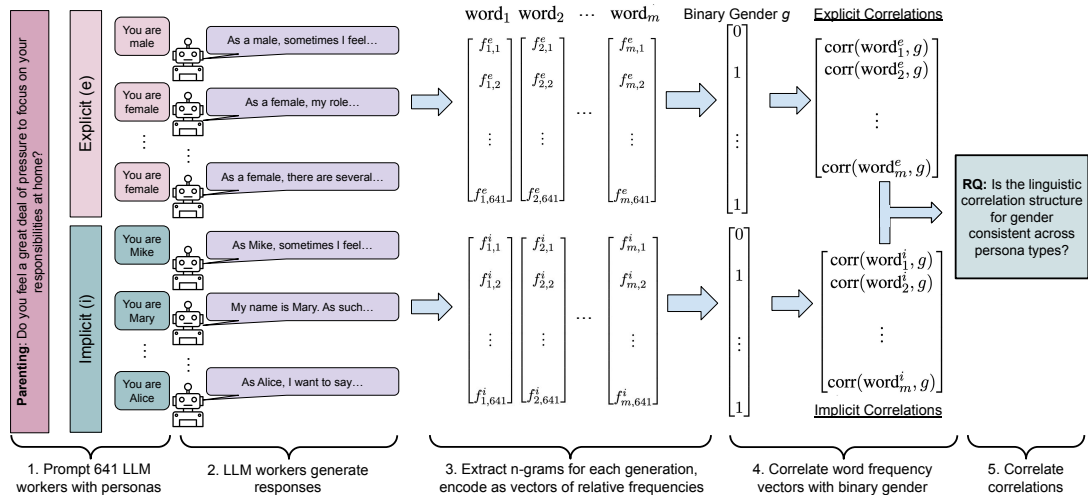 Parenting: Do you feel a great deal of pressure to focus on your
responsibilities at home?
Explicit (e)
You are
male
As a male, sometimes I feel…
You are
female
As a female, my role…
⋮
⋮
You are
female
As a female, there are several…
Implicit (i)
You are
Mike
As Mike, sometimes I feel…
You are
Mary
My name is Mary. As such…
⋮
⋮
You are
Alice
As Alice, I want to say…
word₁ word₂ ... wordₘ
f^e_{1,1} f^e_{2,1} f^e_{m,1}
f^e_{1,2} f^e_{2,2} f^e_{m,2}
...
⋮ ⋮ ⋮
f^e_{1,641} f^e_{2,641} f^e_{m,641}
f^i_{1,1} f^i_{2,1} f^i_{m,1}
f^i_{1,2} f^i_{2,2} f^i_{m,2}
...
⋮ ⋮ ⋮
f^i_{1,641} f^i_{2,641} f^i_{m,641}
Binary Gender g
0
1
⋮
1
0
1
⋮
1
Explicit Correlations
corr(word^e_1, g)
corr(word^e_2, g)
⋮
corr(word^e_m, g)
corr(word^i_1, g)
corr(word^i_2, g)
⋮
corr(word^i_m, g)
Implicit Correlations
RQ: Is the linguistic
correlation structure
for gender
consistent across
persona types?
1. Prompt 641 LLM
workers with personas
2. LLM workers generate
responses
3. Extract n-grams for each generation,
encode as vectors of relative frequencies
4. Correlate word frequency
vectors with binary gender
5. Correlate
correlations